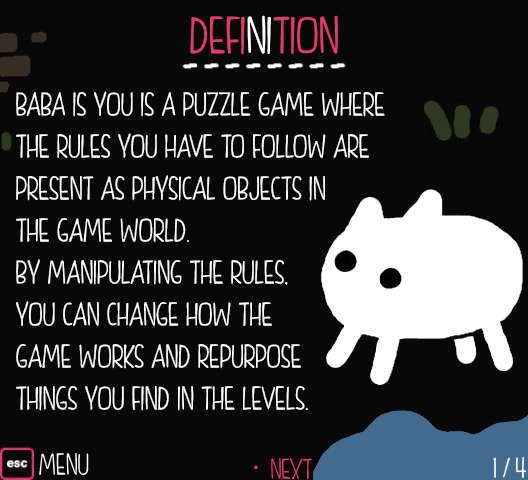 DEFINITION
BABA IS YOU IS A PUZZLE GAME WHERE
THE RULES YOU HAVE TO FOLLOW ARE
PRESENT AS PHYSICAL OBJECTS IN
THE GAME WORLD.
BY MANIPULATING THE RULES,
YOU CAN CHANGE HOW THE
GAME WORKS AND REPURPOSE
THINGS YOU FIND IN THE LEVELS.
esc MENU
· NEXT
1/4